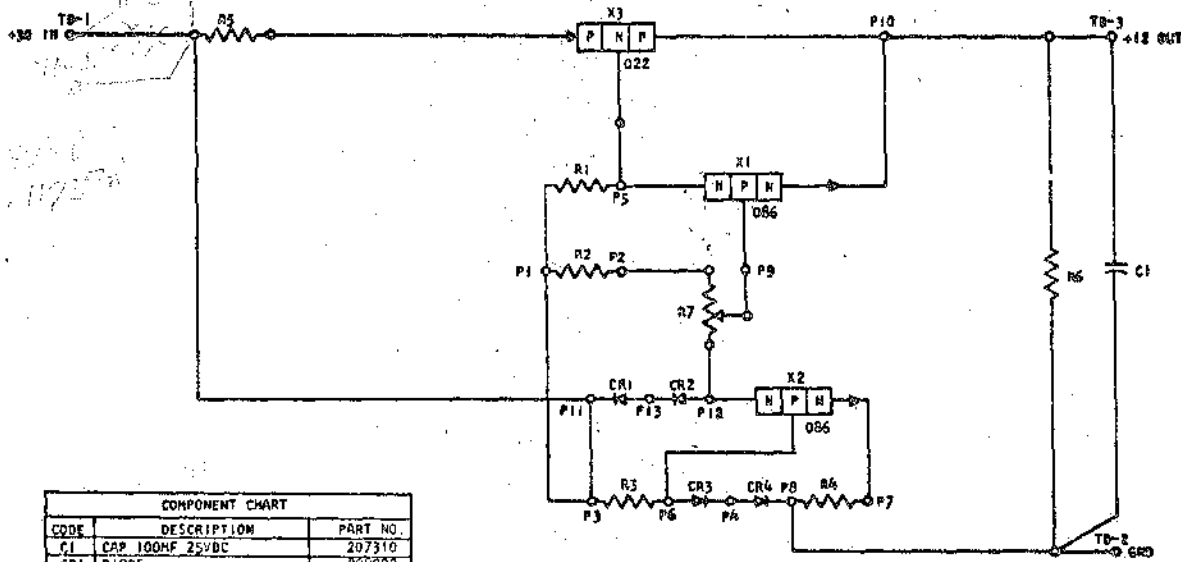 X3
TB-1
R5
P N P
P10
TB-3
+30 IN
+12 OUT
022
X1
R1
P5
N P N
086
P1
R2
P2
P9
R7
R6
C1
X2
CR1
CR2
P11
P13
P12
N P N
086
R3
CR3
CR4
P8
R4
P3
P6
P4
P7
TB-2
GRD
COMPONENT CHART
CODE DESCRIPTION PART NO.
C1 CAP 100MF 25VDC 207310